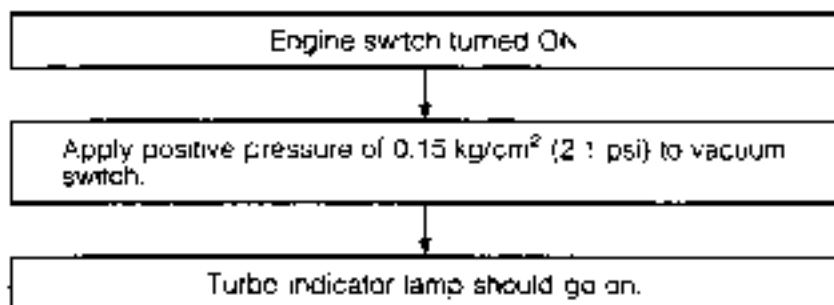 Engine switch turned ON
Apply positive pressure of 0.15 kg/cm² (2.1 psi) to vacuum
switch.
Turbo indicator lamp should go on.